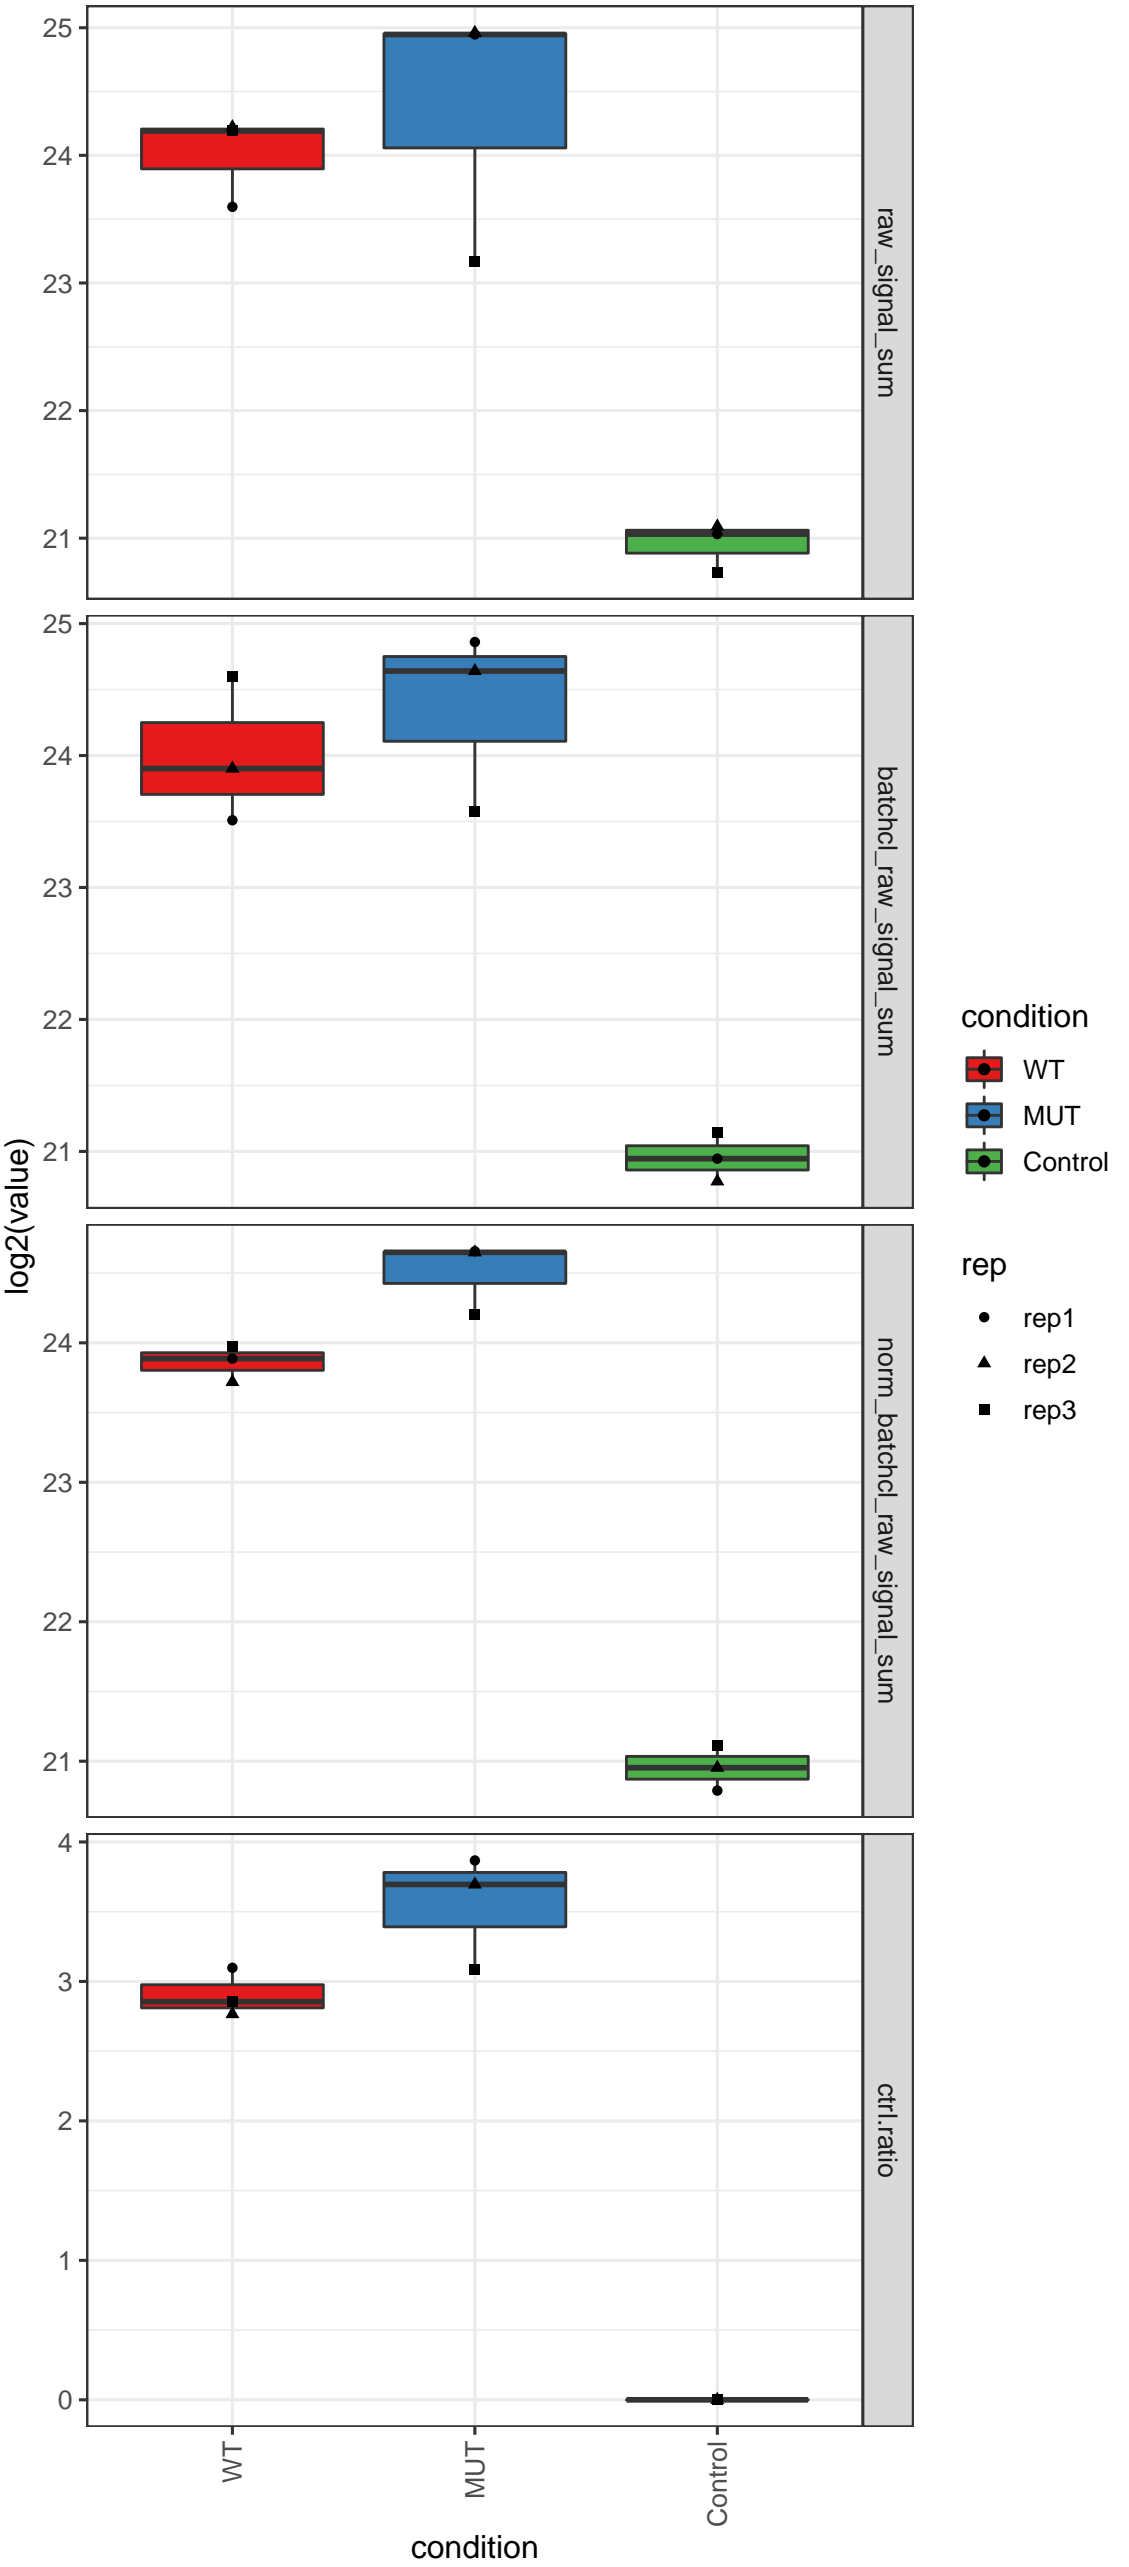 25
24
23
22
21
raw_signal_sum
25
24
23
22
21
batchcl_raw_signal_sum
24
23
22
21
norm_batchcl_raw_signal_sum
4
3
2
1
0
ctrl.ratio
log2(value)
WT
MUT
Control
condition
condition
WT
MUT
Control
rep
rep1
rep2
rep3